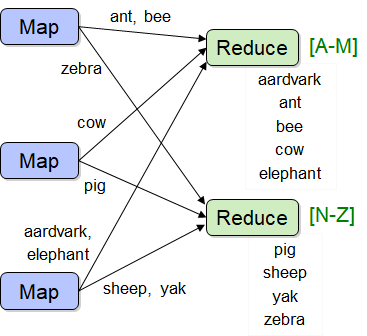 Map
ant, bee
zebra
Reduce
[A-M]
aardvark
ant
bee
cow
elephant
cow
Map
pig
aardvark,
elephant
Map
sheep, yak
Reduce
[N-Z]
pig
sheep
yak
zebra